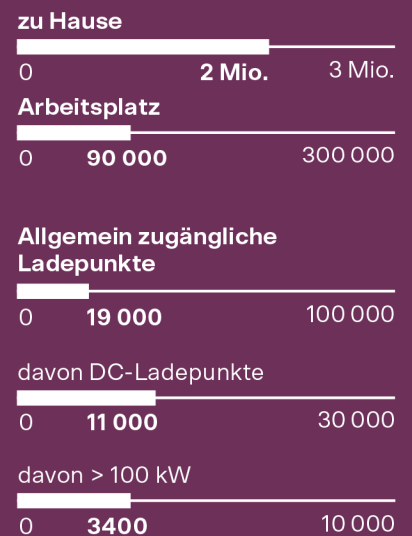 zu Hause
0 2 Mio. 3 Mio.
Arbeitsplatz
0 90 000 300 000
Allgemein zugängliche
Ladepunkte
0 19 000 100 000
davon DC-Ladepunkte
0 11 000 30 000
davon > 100 kW
0 3400 10 000